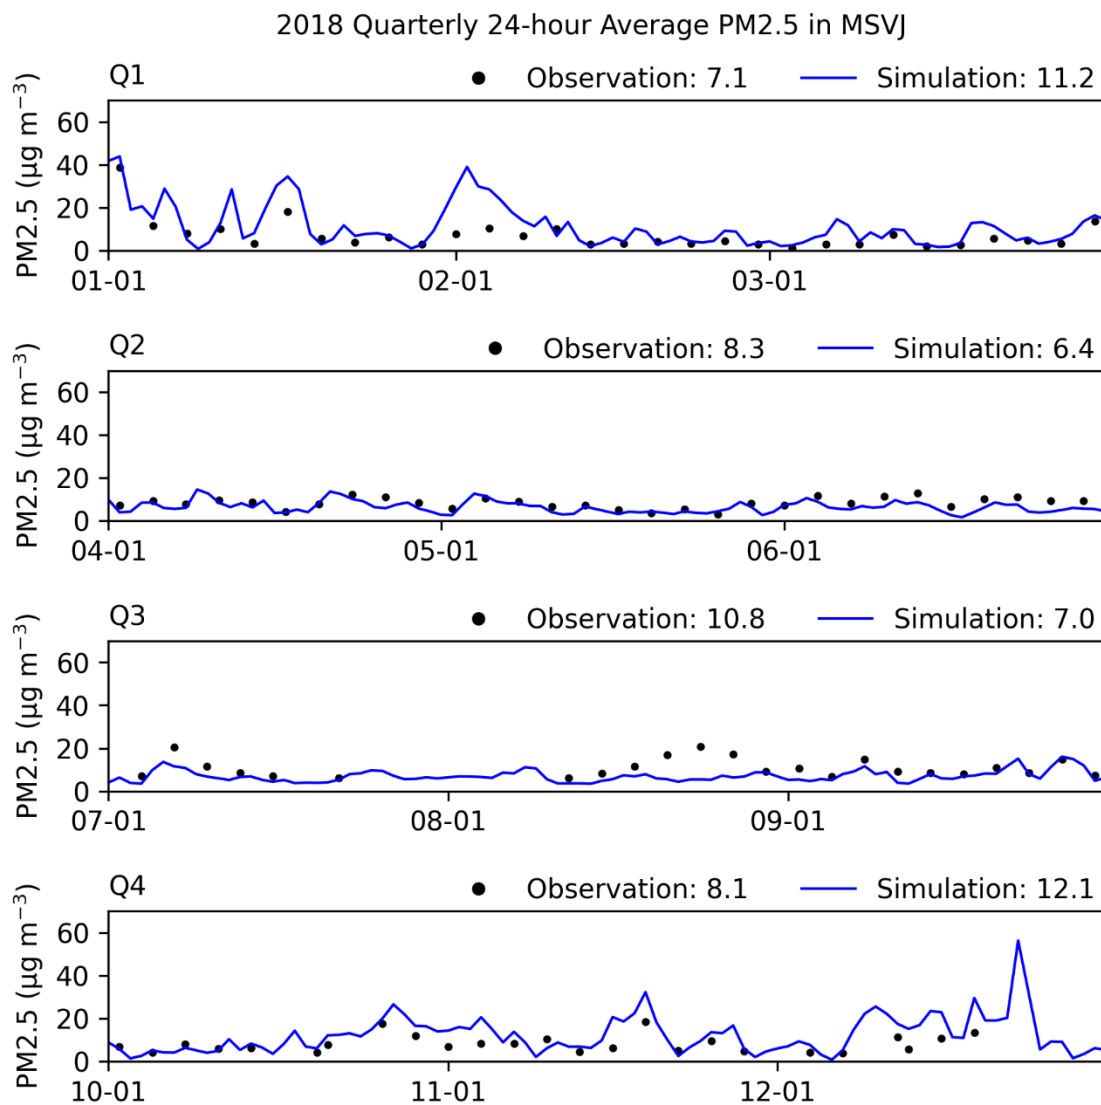 2018 Quarterly 24-hour Average PM2.5 in MSVJ
Q1 Observation: 7.1 Simulation: 11.2
PM2.5 (μg m⁻³)
60
40
20
0
01-01 02-01 03-01
Q2 Observation: 8.3 Simulation: 6.4
PM2.5 (μg m⁻³)
60
40
20
0
04-01 05-01 06-01
Q3 Observation: 10.8 Simulation: 7.0
PM2.5 (μg m⁻³)
60
40
20
0
07-01 08-01 09-01
Q4 Observation: 8.1 Simulation: 12.1
PM2.5 (μg m⁻³)
60
40
20
0
10-01 11-01 12-01